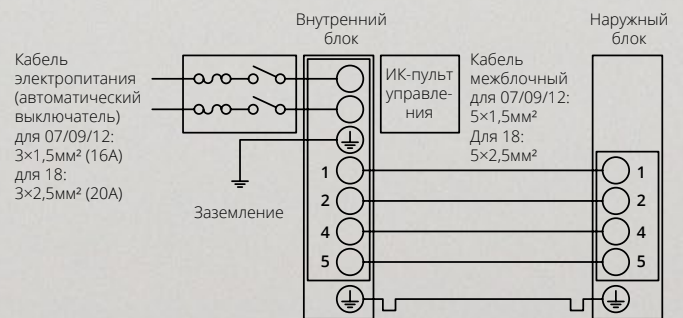 Внутренний
блок
Наружный
блок
Кабель
электропитания
(автоматический
выключатель)
для 07/09/12:
3×1,5мм² (16А)
для 18:
3×2,5мм² (20А)
Заземление
ИК-пульт
управле-
ния
Кабель
межблочный
для 07/09/12:
5×1,5мм²
Для 18:
5×2,5мм²
1
2
4
5
1
2
4
5